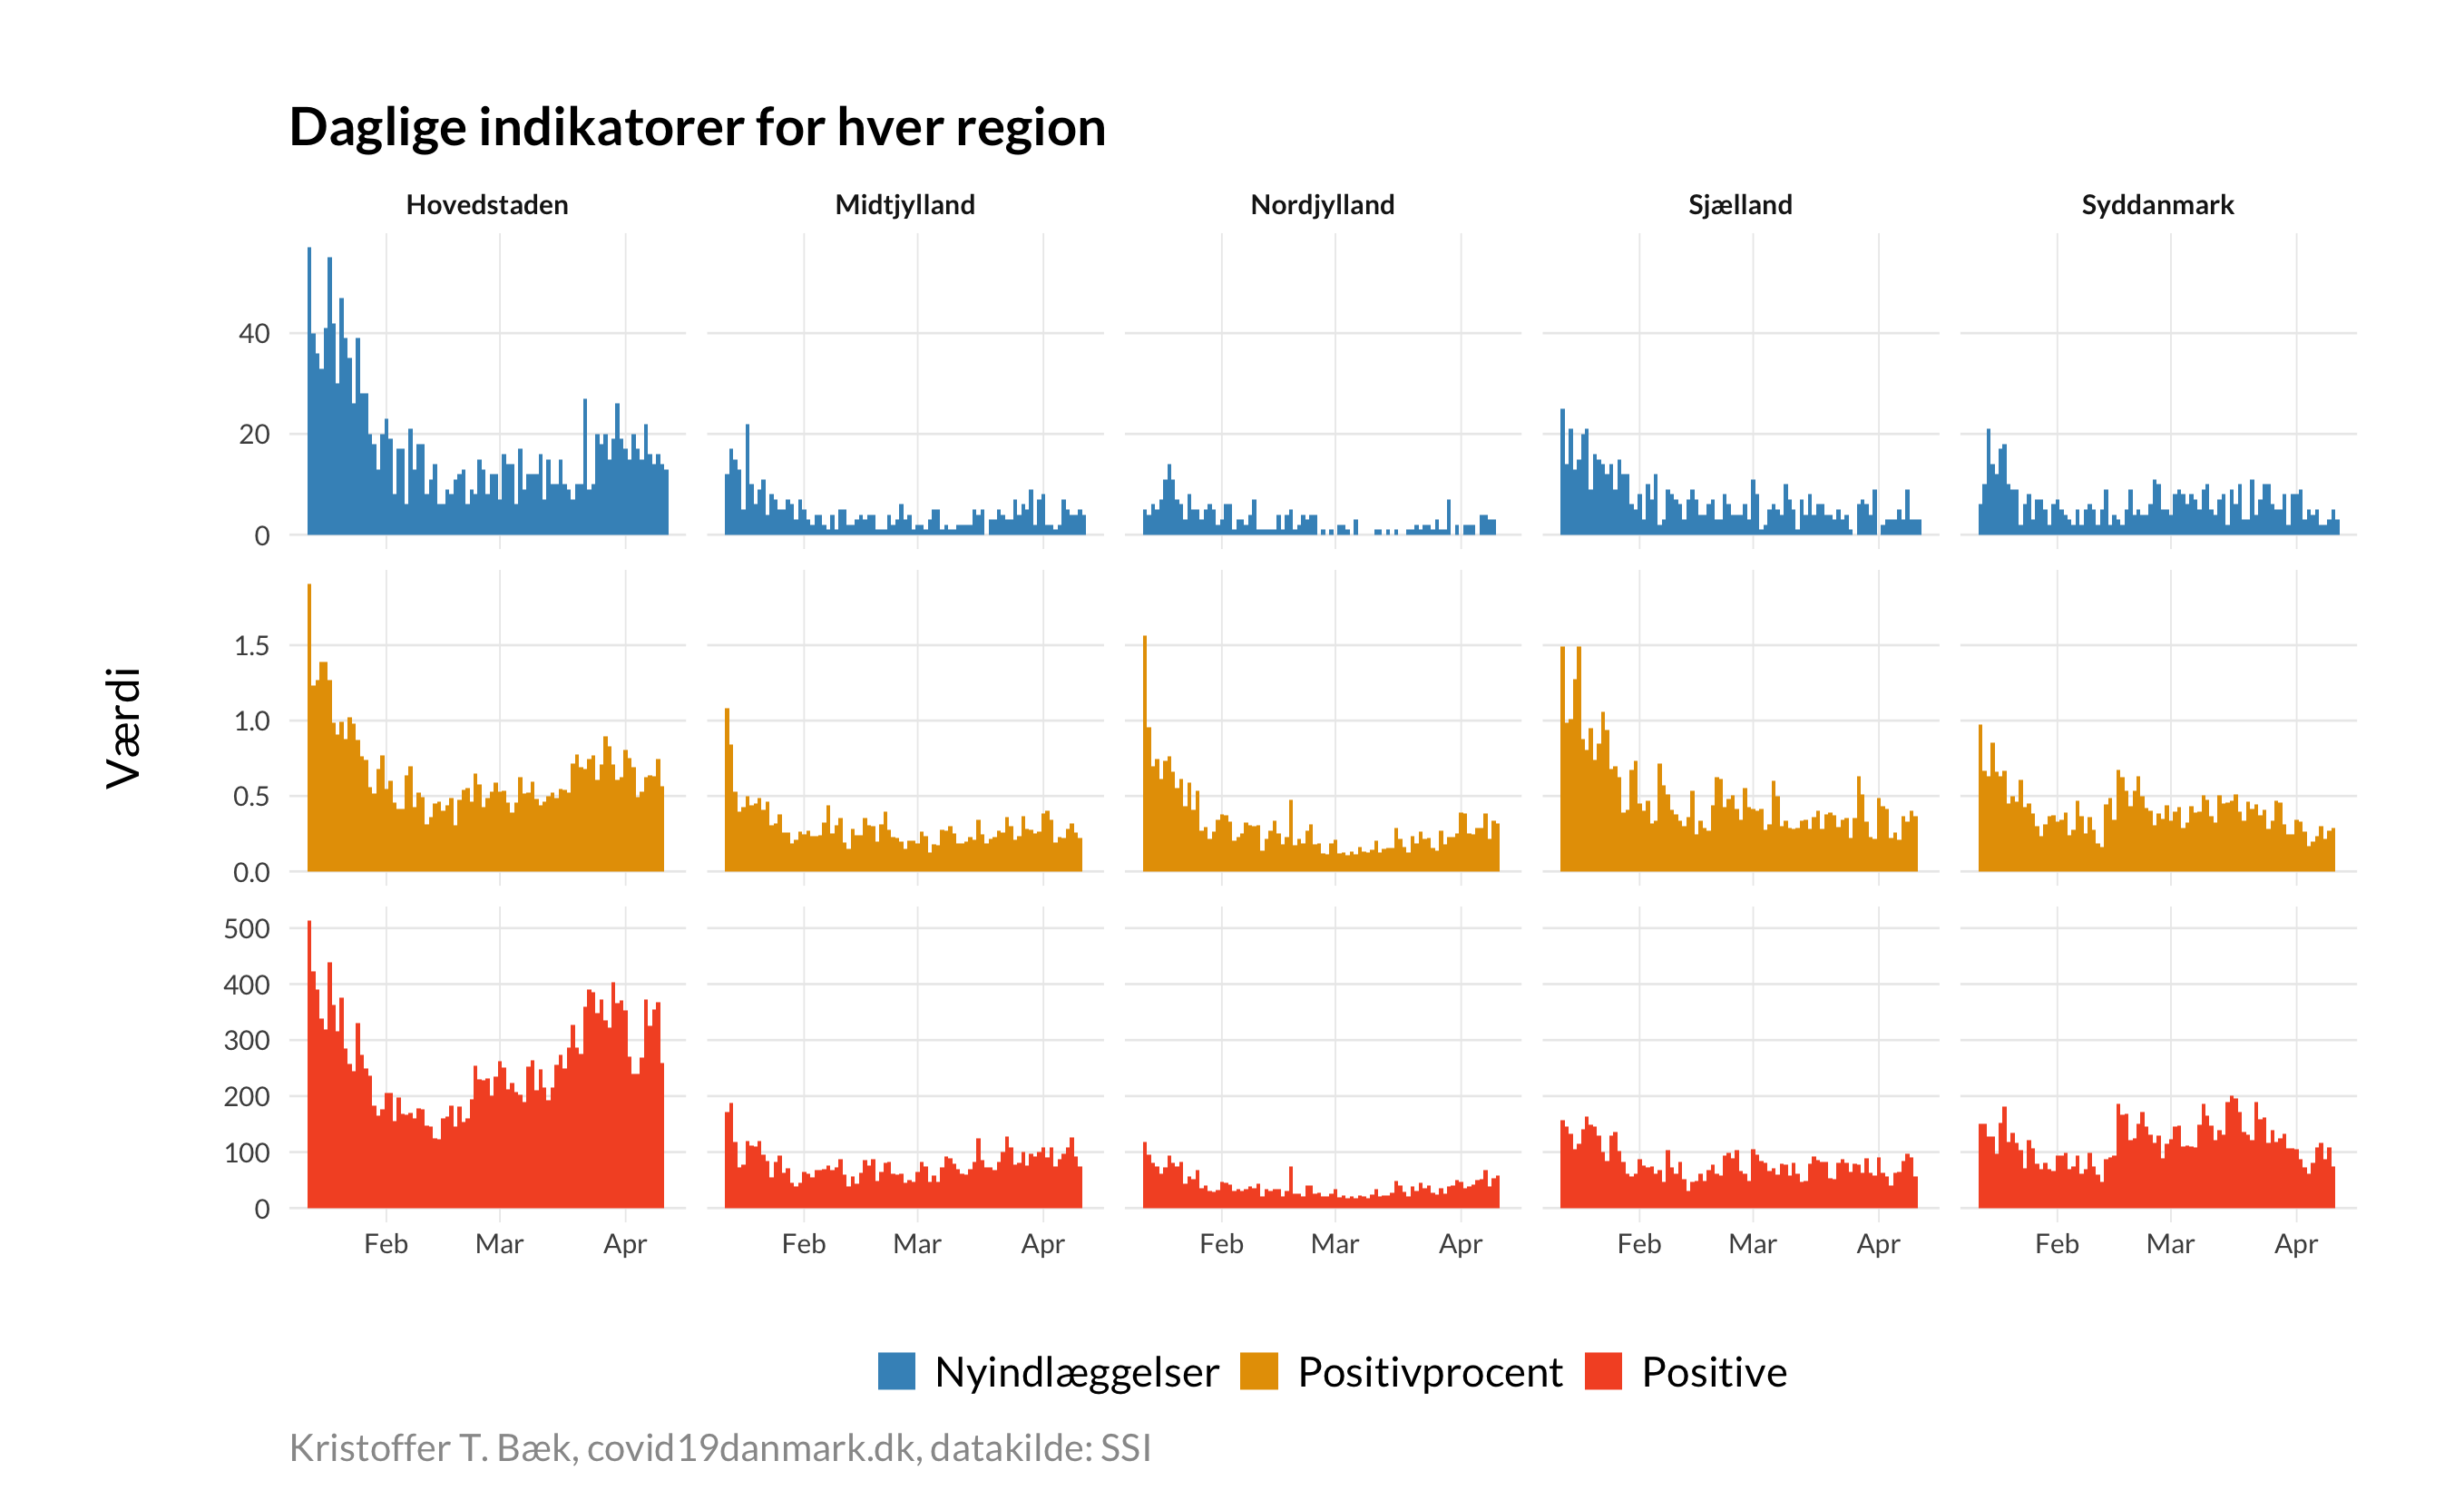 Daglige indikatorer for hver region
Hovedstaden Midtjylland Nordjylland Sjælland Syddanmark
40
20
0
Værdi
1.5
1.0
0.5
0.0
500
400
300
200
100
0
Feb Mar Apr Feb Mar Apr Feb Mar Apr Feb Mar Apr Feb Mar Apr
Nyindlæggelser Positivprocent Positive
Kristoffer T. Bæk, covid19danmark.dk, datakilde: SSI